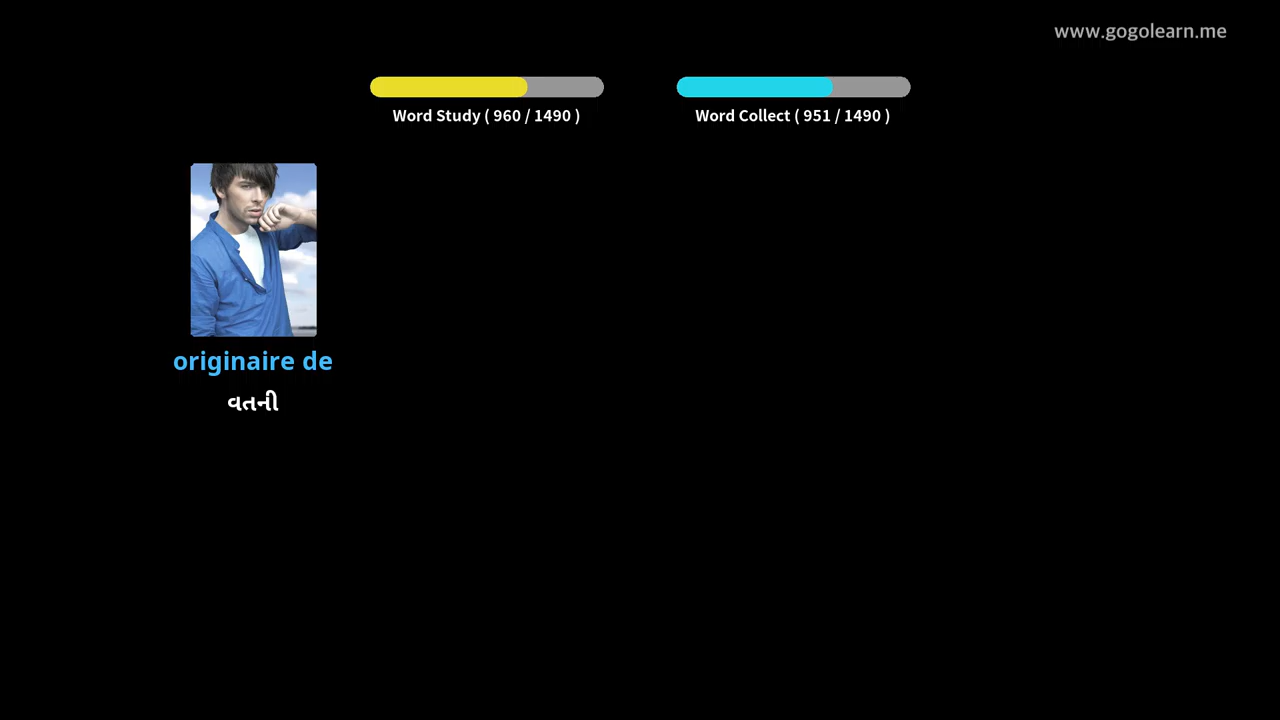 www.gogolearn.me
Word Study ( 960 / 1490 )
Word Collect ( 951 / 1490 )
originaire de
વતની